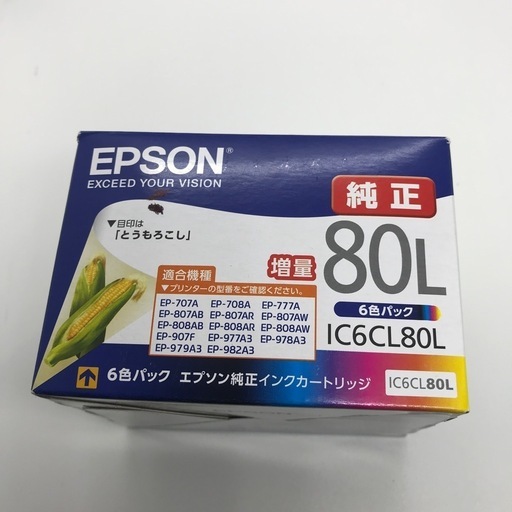 EPSON®
EXCEED YOUR VISION
純正
▼目印は
「とうもろこし」
増量
80L
適合機種
▼プリンターの型番をご確認ください。
EP-707A EP-708A EP-777A
EP-807AB EP-807AR EP-807AW
EP-808AB EP-808AR EP-808AW
EP-907F EP-977A3 EP-978A3
EP-979A3 EP-982A3
6色パック
IC6CL80L
6色パック エプソン純正インクカートリッジ
IC6CL80L